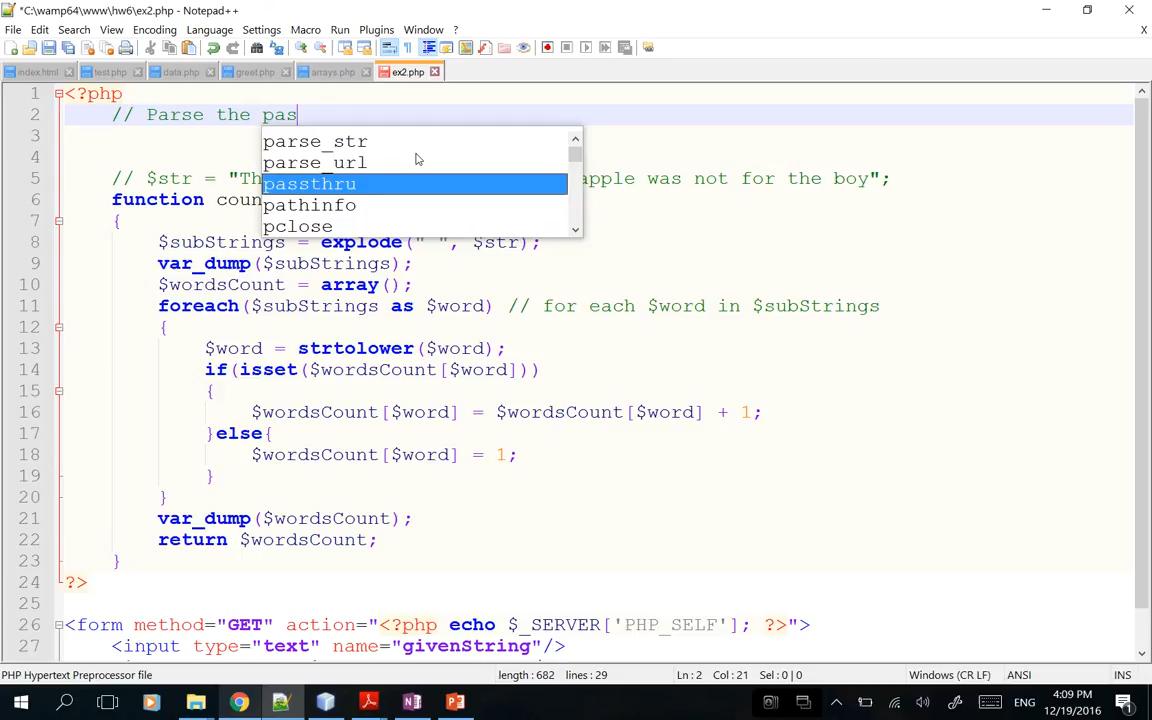 *C:\wamp64\www\hw6\ex2.php - Notepad++
File Edit Search View Encoding Language Settings Macro Run Plugins Window ? X
index.html test.php data.php greet.php arrays.php ex2.php
1 <?php
2 // Parse the pas
parse_str
3
parse_url
4
5 // $str = "Th apple was not for the boy";
passthru
6 function coun
pathinfo
7 {
pclose
8 $subStrings = explode(" ", $str);
9 var_dump($subStrings);
10 $wordsCount = array();
11 foreach($subStrings as $word) // for each $word in $subStrings
12 {
13 $word = strtolower($word);
14 if(isset($wordsCount[$word]))
15 {
16 $wordsCount[$word] = $wordsCount[$word] + 1;
17 }else{
18 $wordsCount[$word] = 1;
19 }
20 }
21 var_dump($wordsCount);
22 return $wordsCount;
23 }
24 ?>
25
26 <form method="GET" action="<?php echo $_SERVER['PHP_SELF']; ?>">
27 <input type="text" name="givenString"/>
PHP Hypertext Preprocessor file length : 682 lines : 29 Ln : 2 Col : 21 Sel : 0 | 0 Windows (CR LF) ANSI INS
ENG 4:09 PM
12/19/2016